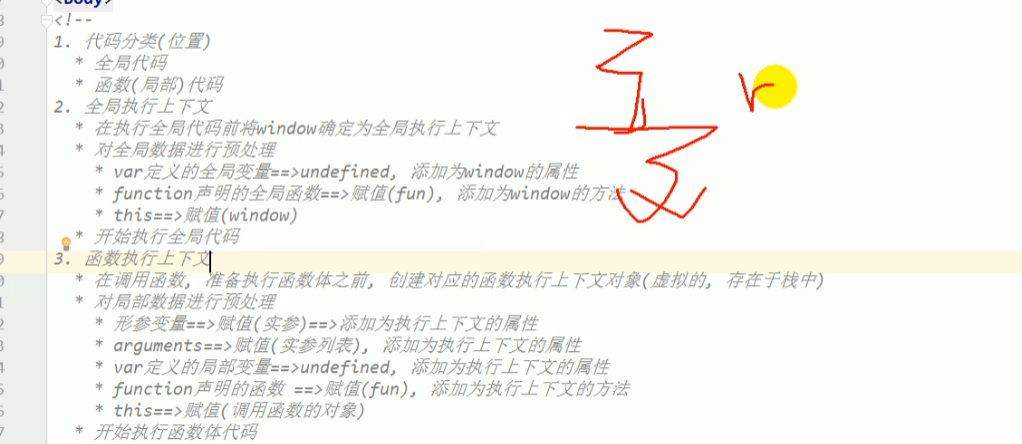 <body>
<!--
1. 代码分类(位置)
* 全局代码
* 函数(局部)代码
2. 全局执行上下文
* 在执行全局代码前将window确定为全局执行上下文
* 对全局数据进行预处理
* var定义的全局变量==>undefined, 添加为window的属性
* function声明的全局函数==>赋值(fun), 添加为window的方法
* this==>赋值(window)
* 开始执行全局代码
3. 函数执行上下文
* 在调用函数, 准备执行函数体之前, 创建对应的函数执行上下文对象(虚拟的, 存在于栈中)
* 对局部数据进行预处理
* 形参变量==>赋值(实参)==>添加为执行上下文的属性
* arguments==>赋值(实参列表), 添加为执行上下文的属性
* var定义的局部变量==>undefined, 添加为执行上下文的属性
* function声明的函数 ==>赋值(fun), 添加为执行上下文的方法
* this==>赋值(调用函数的对象)
* 开始执行函数体代码